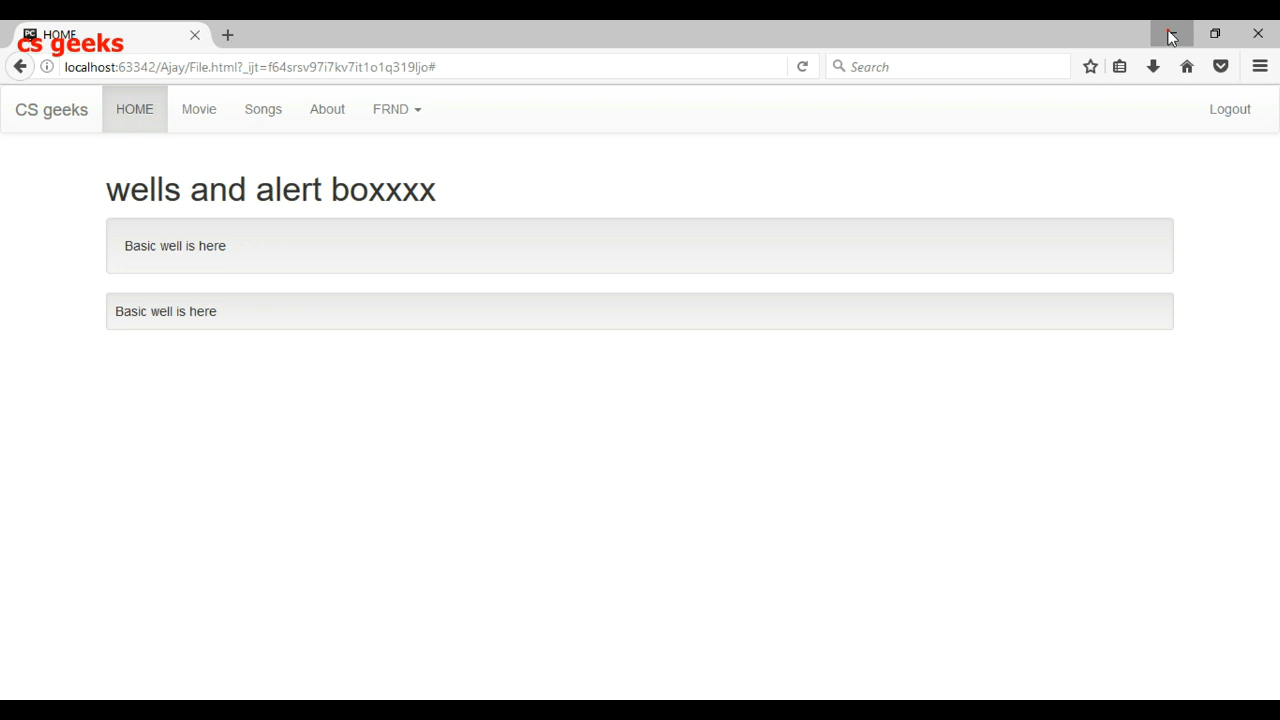 HOME
cs geeks
localhost:63342/Ajay/File.html?_ijt=f64srsv97i7kv7it1o1q319ljo#
Search
CS geeks HOME Movie Songs About FRND Logout
wells and alert boxxxx
Basic well is here
Basic well is here